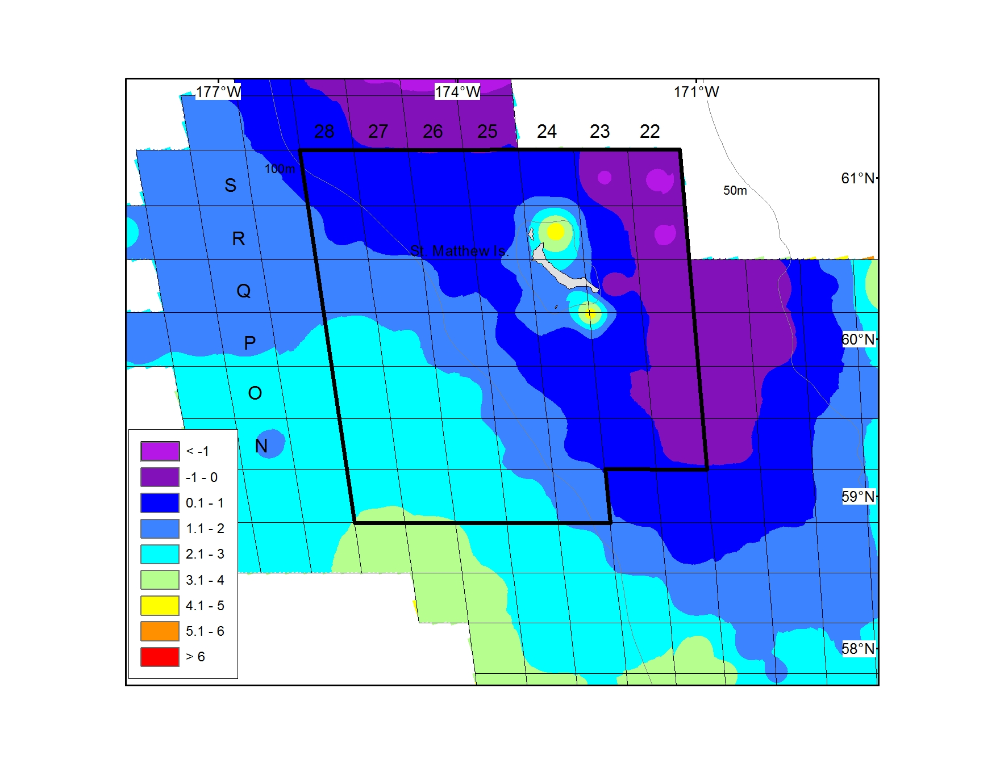 177°W 174°W 171°W
28 27 26 25 24 23 22
100m
61°N
S
50m
R
St. Matthew Is.
Q
60°N
P
O
N
< -1
-1 - 0
59°N
0.1 - 1
1.1 - 2
2.1 - 3
3.1 - 4
4.1 - 5
5.1 - 6
58°N
> 6